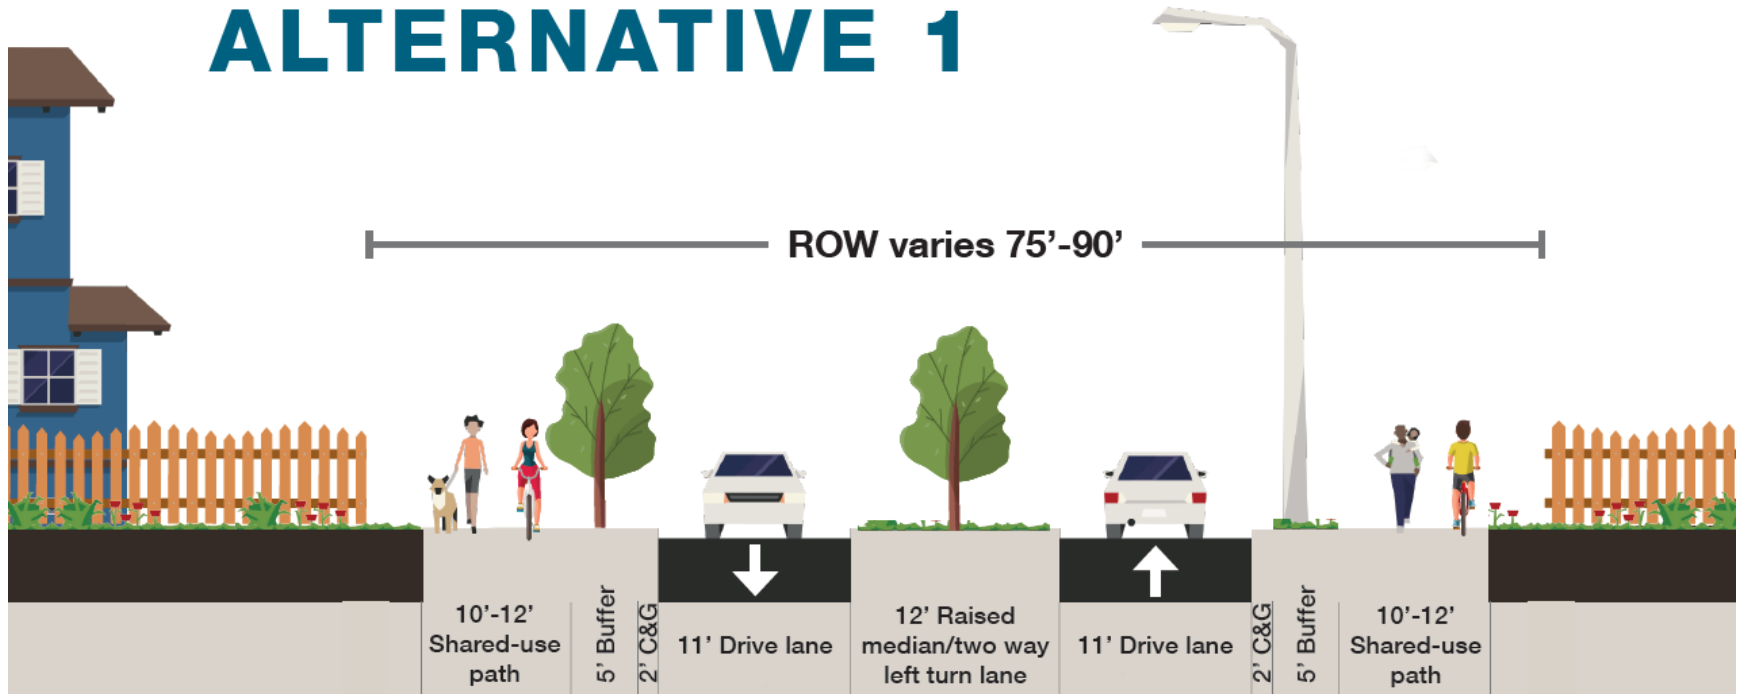 ALTERNATIVE 1
ROW varies 75’-90’
10’-12’
Shared-use
path
5’ Buffer
2’ C&G
11’ Drive lane
12’ Raised
median/two way
left turn lane
11’ Drive lane
2’ C&G
5’ Buffer
10’-12’
Shared-use
path